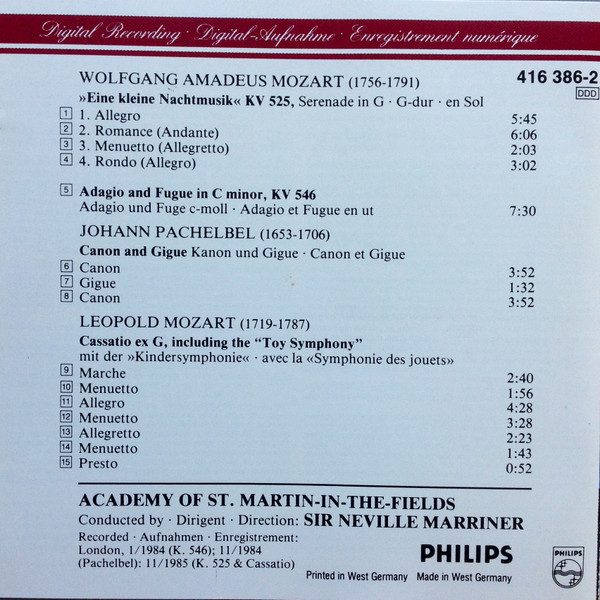 Digital Recording · Digital-Aufnahme · Enregistrement numérique
WOLFGANG AMADEUS MOZART (1756-1791) 416 386-2
»Eine kleine Nachtmusik« KV 525, Serenade in G · G-dur · en Sol DDD
1 1. Allegro 5:45
2 2. Romance (Andante) 6:06
3 3. Menuetto (Allegretto) 2:03
4 4. Rondo (Allegro) 3:02
5 Adagio and Fugue in C minor, KV 546
Adagio und Fuge c-moll · Adagio et Fugue en ut 7:30
JOHANN PACHELBEL (1653-1706)
Canon and Gigue Kanon und Gigue · Canon et Gigue
6 Canon 3:52
7 Gigue 1:32
8 Canon 3:52
LEOPOLD MOZART (1719-1787)
Cassatio ex G, including the “Toy Symphony”
mit der »Kindersymphonie« · avec la «Symphonie des jouets»
9 Marche 2:40
10 Menuetto 1:56
11 Allegro 4:28
12 Menuetto 3:28
13 Allegretto 2:23
14 Menuetto 1:43
15 Presto 0:52
ACADEMY OF ST. MARTIN-IN-THE-FIELDS
Conducted by · Dirigent · Direction: SIR NEVILLE MARRINER
Recorded · Aufnahmen · Enregistrement:
London, 1/1984 (K. 546); 11/1984
(Pachelbel): 11/1985 (K. 525 & Cassatio)
PHILIPS
Printed in West Germany Made in West Germany
PHILIPS